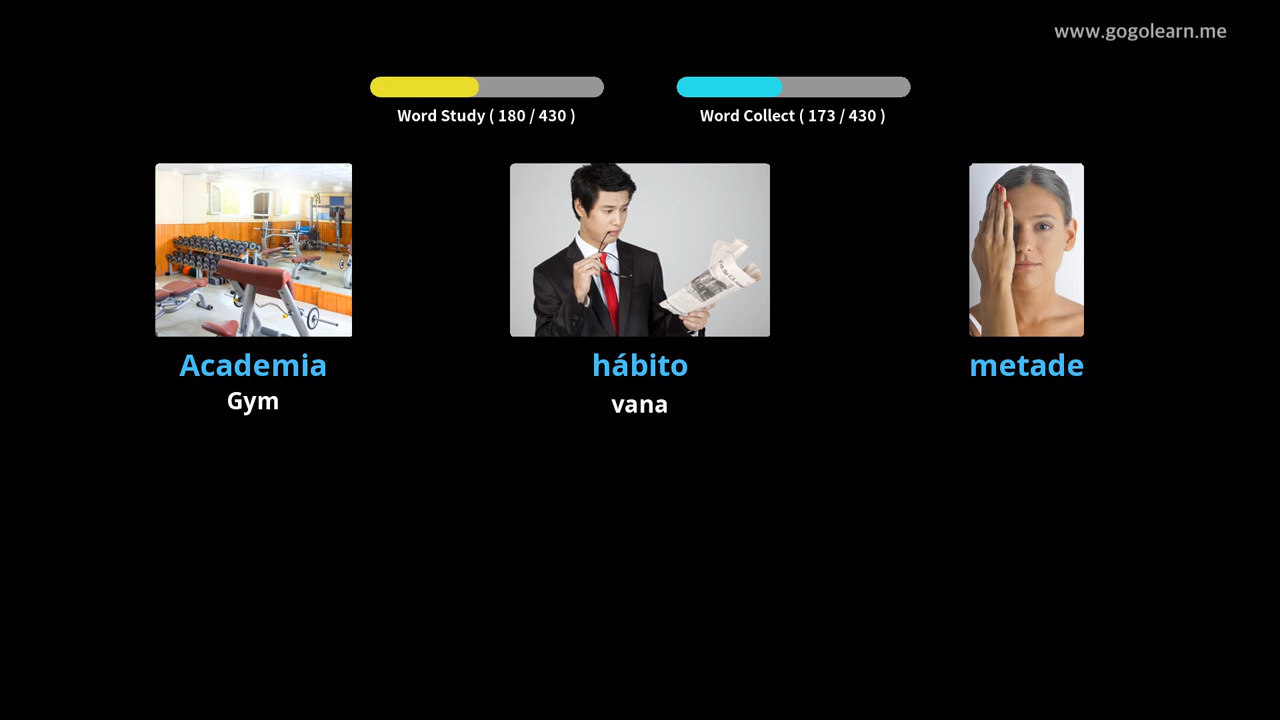 www.gogolearn.me
Word Study ( 180 / 430 )
Word Collect ( 173 / 430 )
Academia
Gym
hábito
vana
metade